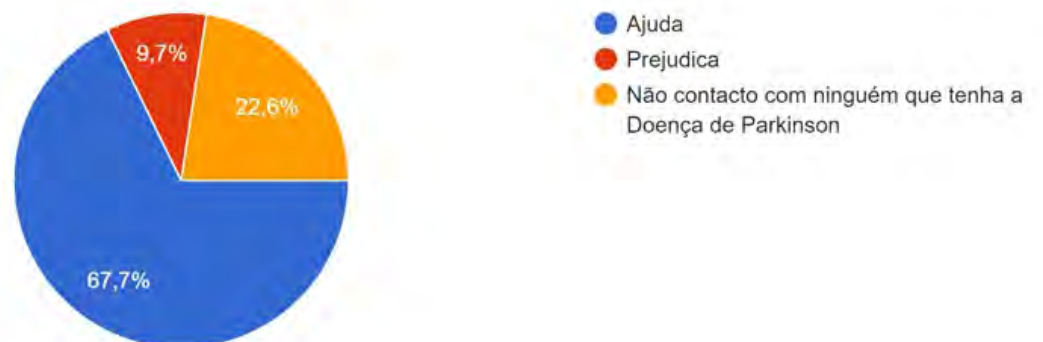 9,7%
22,6%
67,7%
Ajuda
Prejudica
Não contacto com ninguém que tenha a
Doença de Parkinson